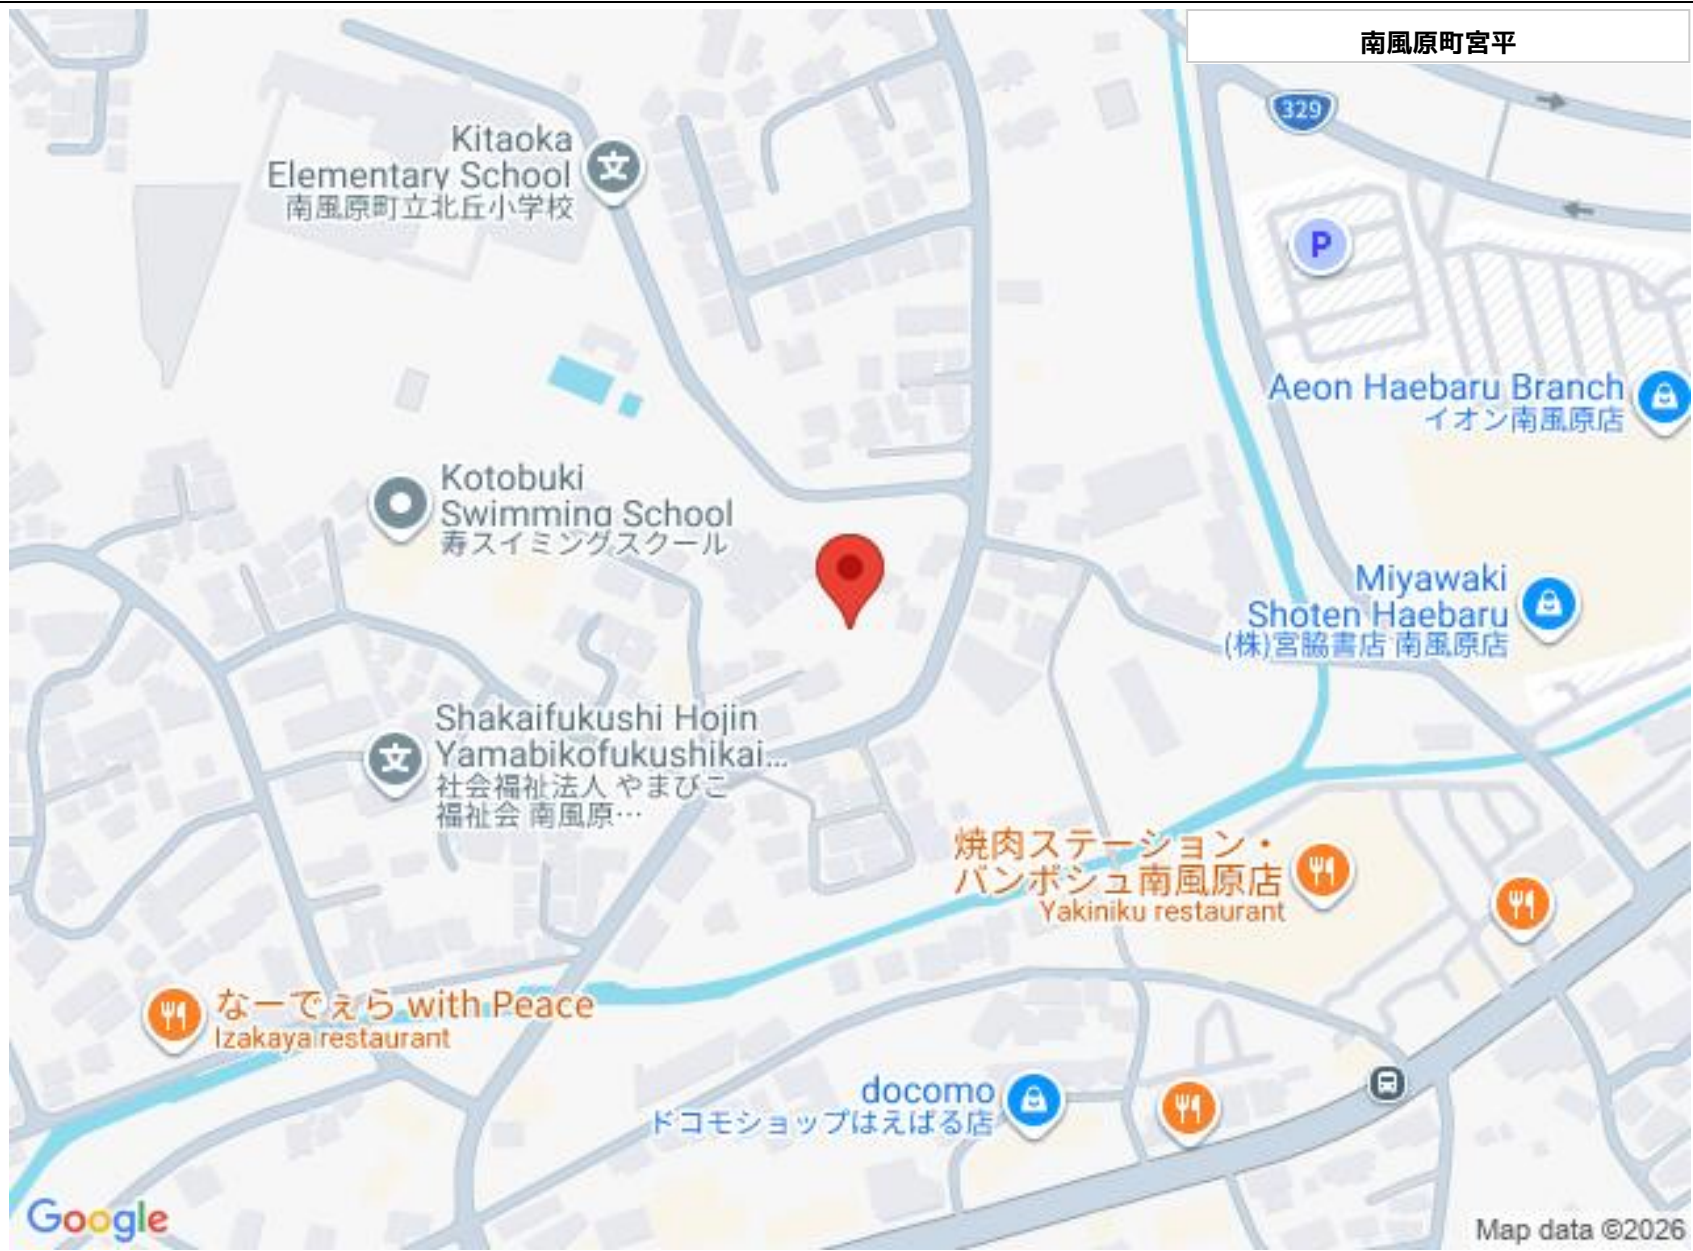 南風原町宮平
329
Kitaoka
Elementary School
南風原町立北丘小学校
P
Aeon Haebaru Branch
イオン南風原店
Kotobuki
Swimming School
寿スイミングスクール
Miyawaki
Shoten Haebaru
(株)宮脇書店 南風原店
Shakaifukushi Hojin
Yamabikofukushikai...
社会福祉法人 やまびこ
福祉会 南風原…
焼肉ステーション・
バンボシュ南風原店
Yakiniku restaurant
なーでぇら with Peace
Izakaya restaurant
docomo
ドコモショップはえばる店
Google
Map data ©2026